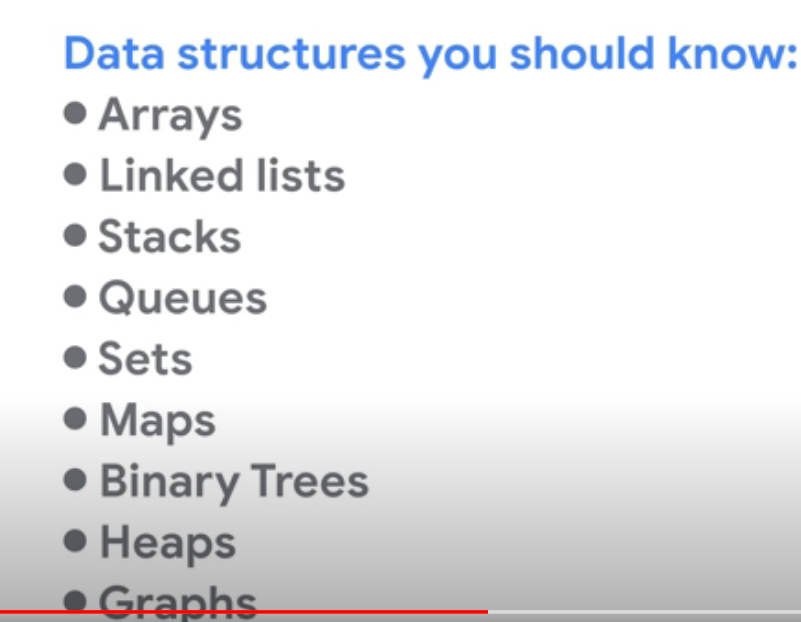 Data structures you should know:
● Arrays
● Linked lists
● Stacks
● Queues
● Sets
● Maps
● Binary Trees
● Heaps
● Graphs